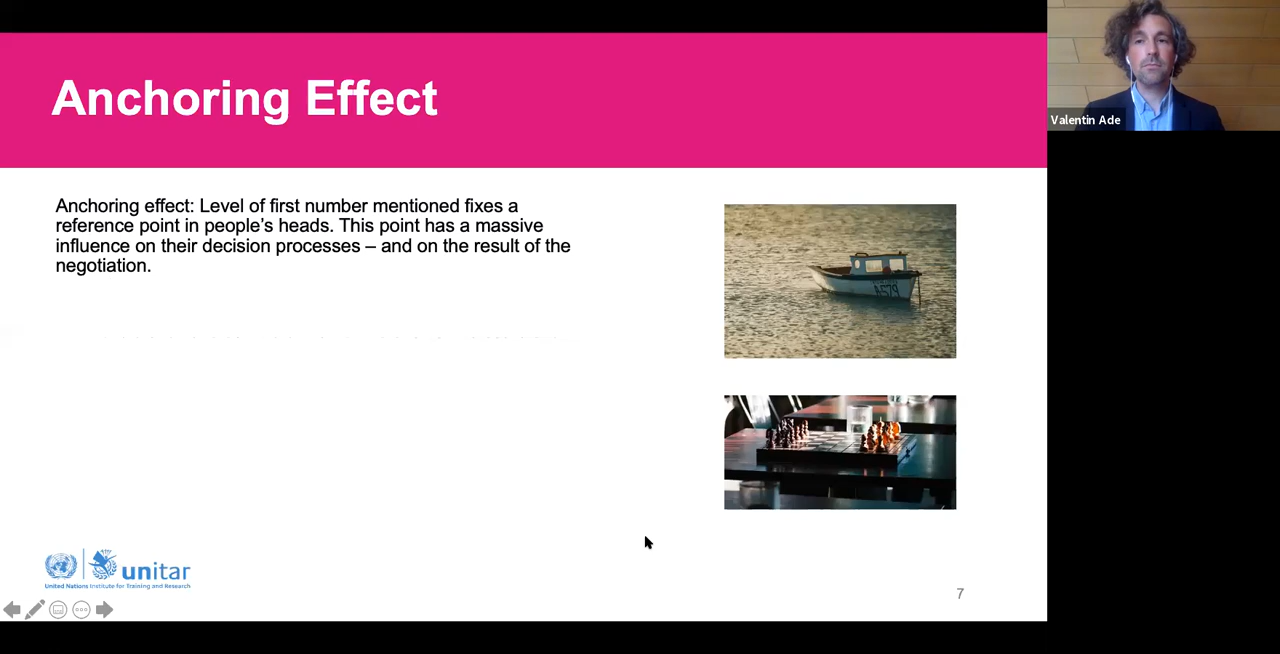 Anchoring Effect
Valentin Ade
Anchoring effect: Level of first number mentioned fixes a
reference point in people's heads. This point has a massive
influence on their decision processes – and on the result of the
negotiation.
unitar
United Nations Institute for Training and Research
7